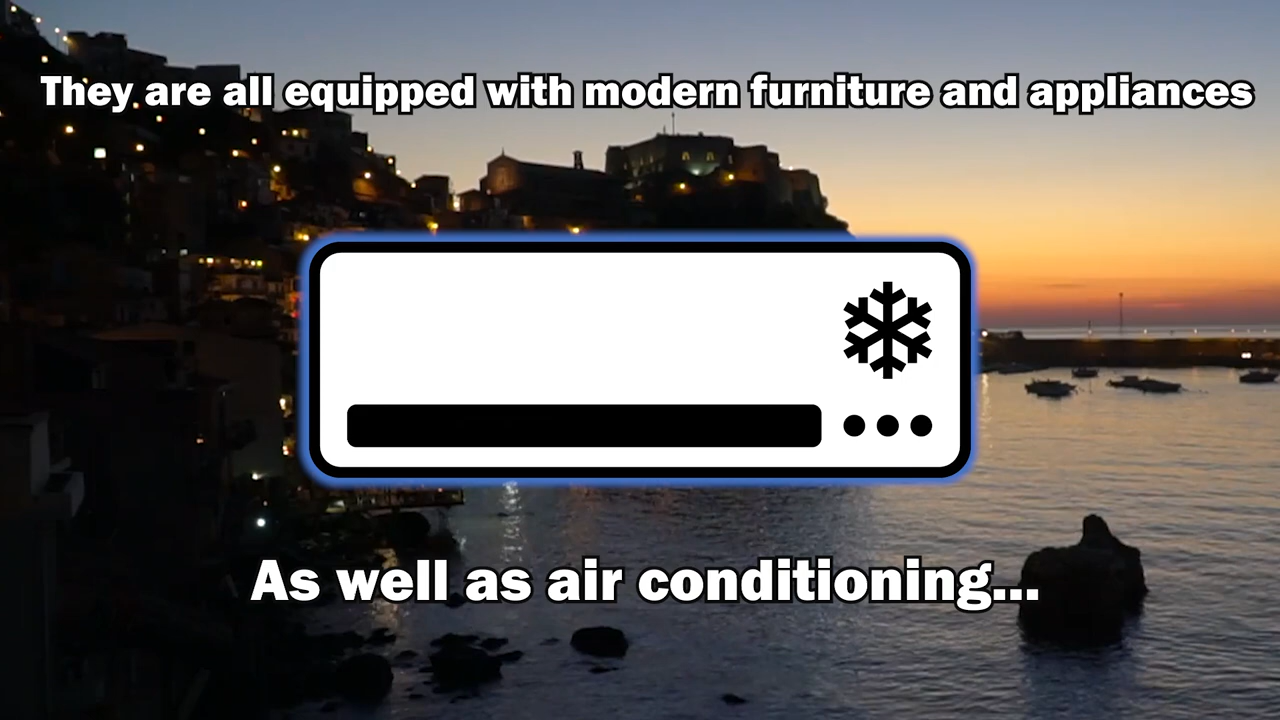 They are all equipped with modern furniture and appliances
As well as air conditioning...